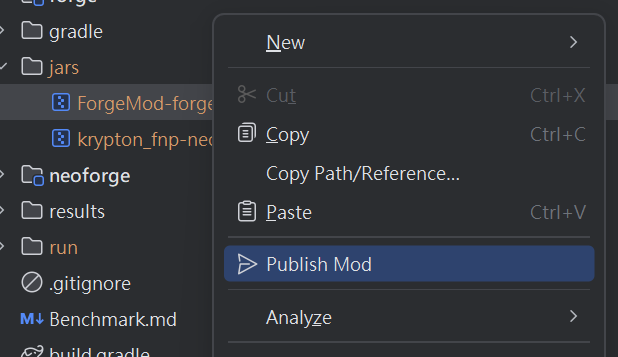 forge
gradle
jars
ForgeMod-forge
krypton_fnp-neo
neoforge
results
run
.gitignore
M↓ Benchmark.md
build.gradle
New
Cut Ctrl+X
Copy Ctrl+C
Copy Path/Reference...
Paste Ctrl+V
Publish Mod
Analyze